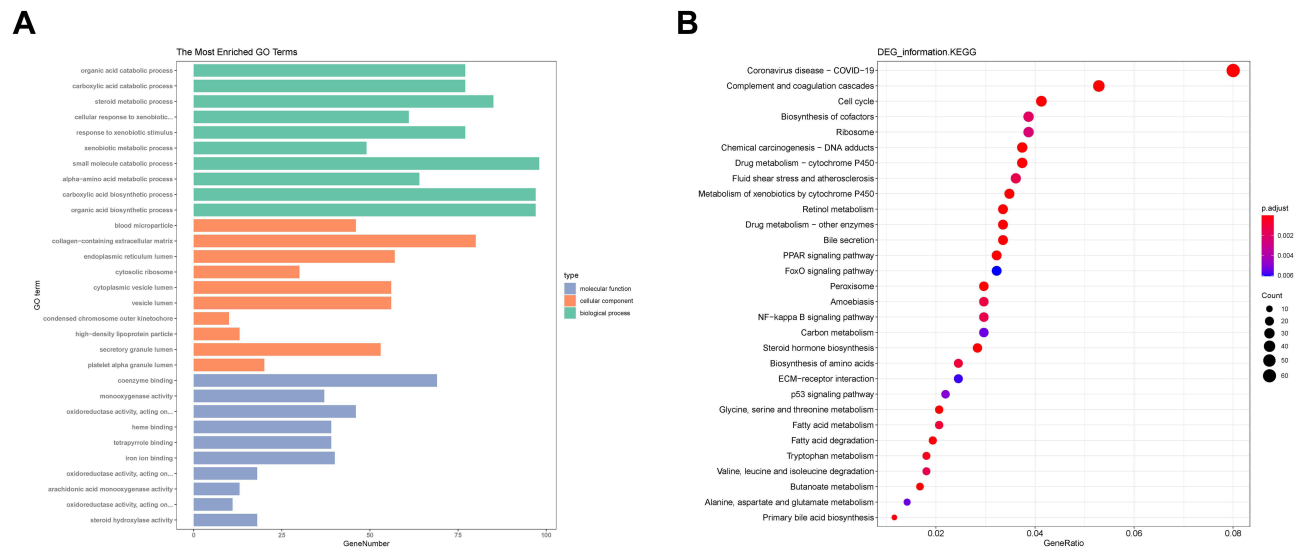 A
The Most Enriched GO Terms
GO term
organic acid catabolic process
carboxylic acid catabolic process
steroid metabolic process
cellular response to xenobiotic...
response to xenobiotic stimulus
xenobiotic metabolic process
small molecule catabolic process
alpha-amino acid metabolic process
carboxylic acid biosynthetic process
organic acid biosynthetic process
blood microparticle
collagen-containing extracellular matrix
endoplasmic reticulum lumen
cytosolic ribosome
cytoplasmic vesicle lumen
vesicle lumen
condensed chromosome outer kinetochore
high-density lipoprotein particle
secretory granule lumen
platelet alpha granule lumen
coenzyme binding
monooxygenase activity
oxidoreductase activity, acting on...
heme binding
tetrapyrrole binding
iron ion binding
oxidoreductase activity, acting on...
arachidonic acid monooxygenase activity
oxidoreductase activity, acting on...
steroid hydroxylase activity
0 25 50 75 100
GeneNumber
type
molecular function
cellular component
biological process
B
DEG_information.KEGG
Coronavirus disease − COVID−19
Complement and coagulation cascades
Cell cycle
Biosynthesis of cofactors
Ribosome
Chemical carcinogenesis − DNA adducts
Drug metabolism − cytochrome P450
Fluid shear stress and atherosclerosis
Metabolism of xenobiotics by cytochrome P450
Retinol metabolism
Drug metabolism − other enzymes
Bile secretion
PPAR signaling pathway
FoxO signaling pathway
Peroxisome
Amoebiasis
NF−kappa B signaling pathway
Carbon metabolism
Steroid hormone biosynthesis
Biosynthesis of amino acids
ECM−receptor interaction
p53 signaling pathway
Glycine, serine and threonine metabolism
Fatty acid metabolism
Fatty acid degradation
Tryptophan metabolism
Valine, leucine and isoleucine degradation
Butanoate metabolism
Alanine, aspartate and glutamate metabolism
Primary bile acid biosynthesis
0.02 0.04 0.06 0.08
GeneRatio
p.adjust
0.002
0.004
0.006
Count
10
20
30
40
50
60